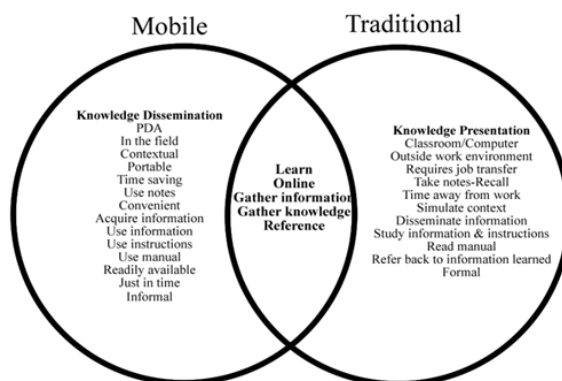 Mobile
Traditional
Knowledge Dissemination
PDA
In the field
Contextual
Portable
Time saving
Use notes
Convenient
Acquire information
Use information
Use instructions
Use manual
Readily available
Just in time
Informal
Learn
Online
Gather information
Gather knowledge
Reference
Knowledge Presentation
Classroom/Computer
Outside work environment
Requires job transfer
Take notes-Recall
Time away from work
Simulate context
Disseminate information
Study information & instructions
Read manual
Refer back to information learned
Formal